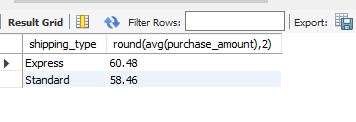 Result Grid Filter Rows: Export:
shipping_type round(avg(purchase_amount),2)
Express 60.48
Standard 58.46